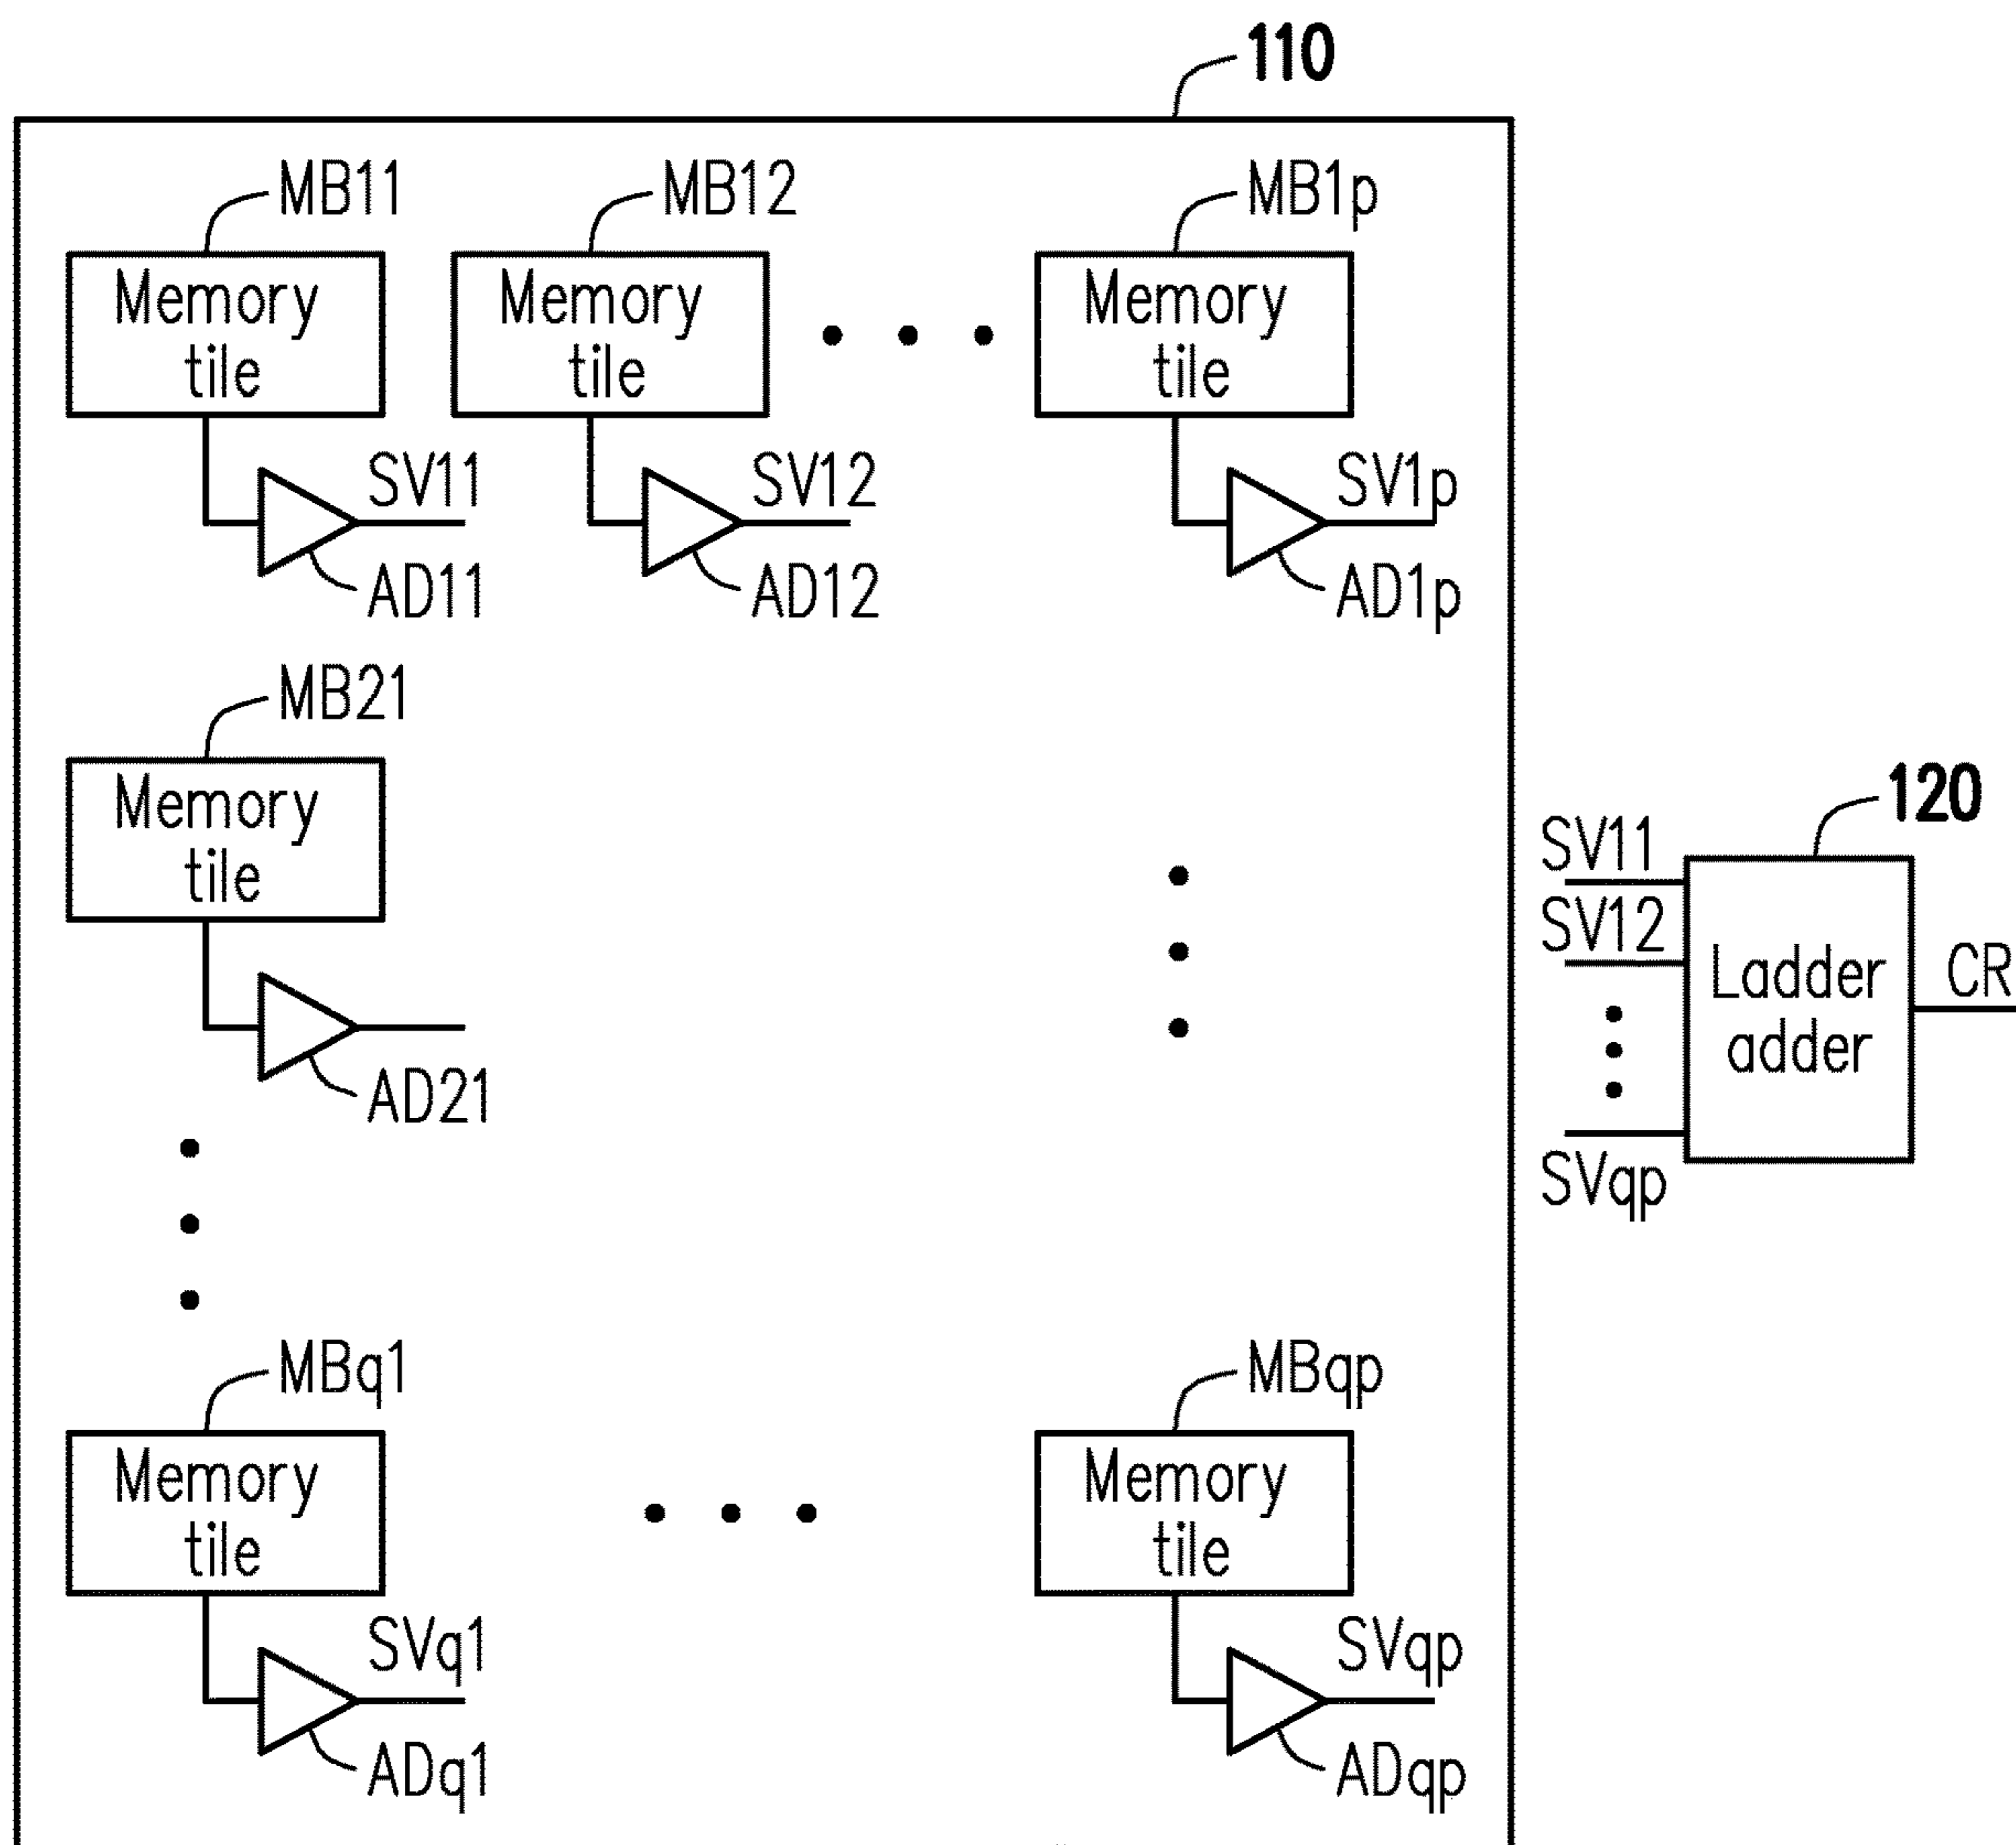 110
MB11
MB12
MB1p
Memory
tile
Memory
tile
Memory
tile
SV11
SV12
SV1p
AD11
AD12
AD1p
MB21
Memory
tile
AD21
120
SV11
SV12
SVqp
Ladder
adder
CR
MBq1
MBqp
Memory
tile
Memory
tile
SVq1
SVqp
ADq1
ADqp